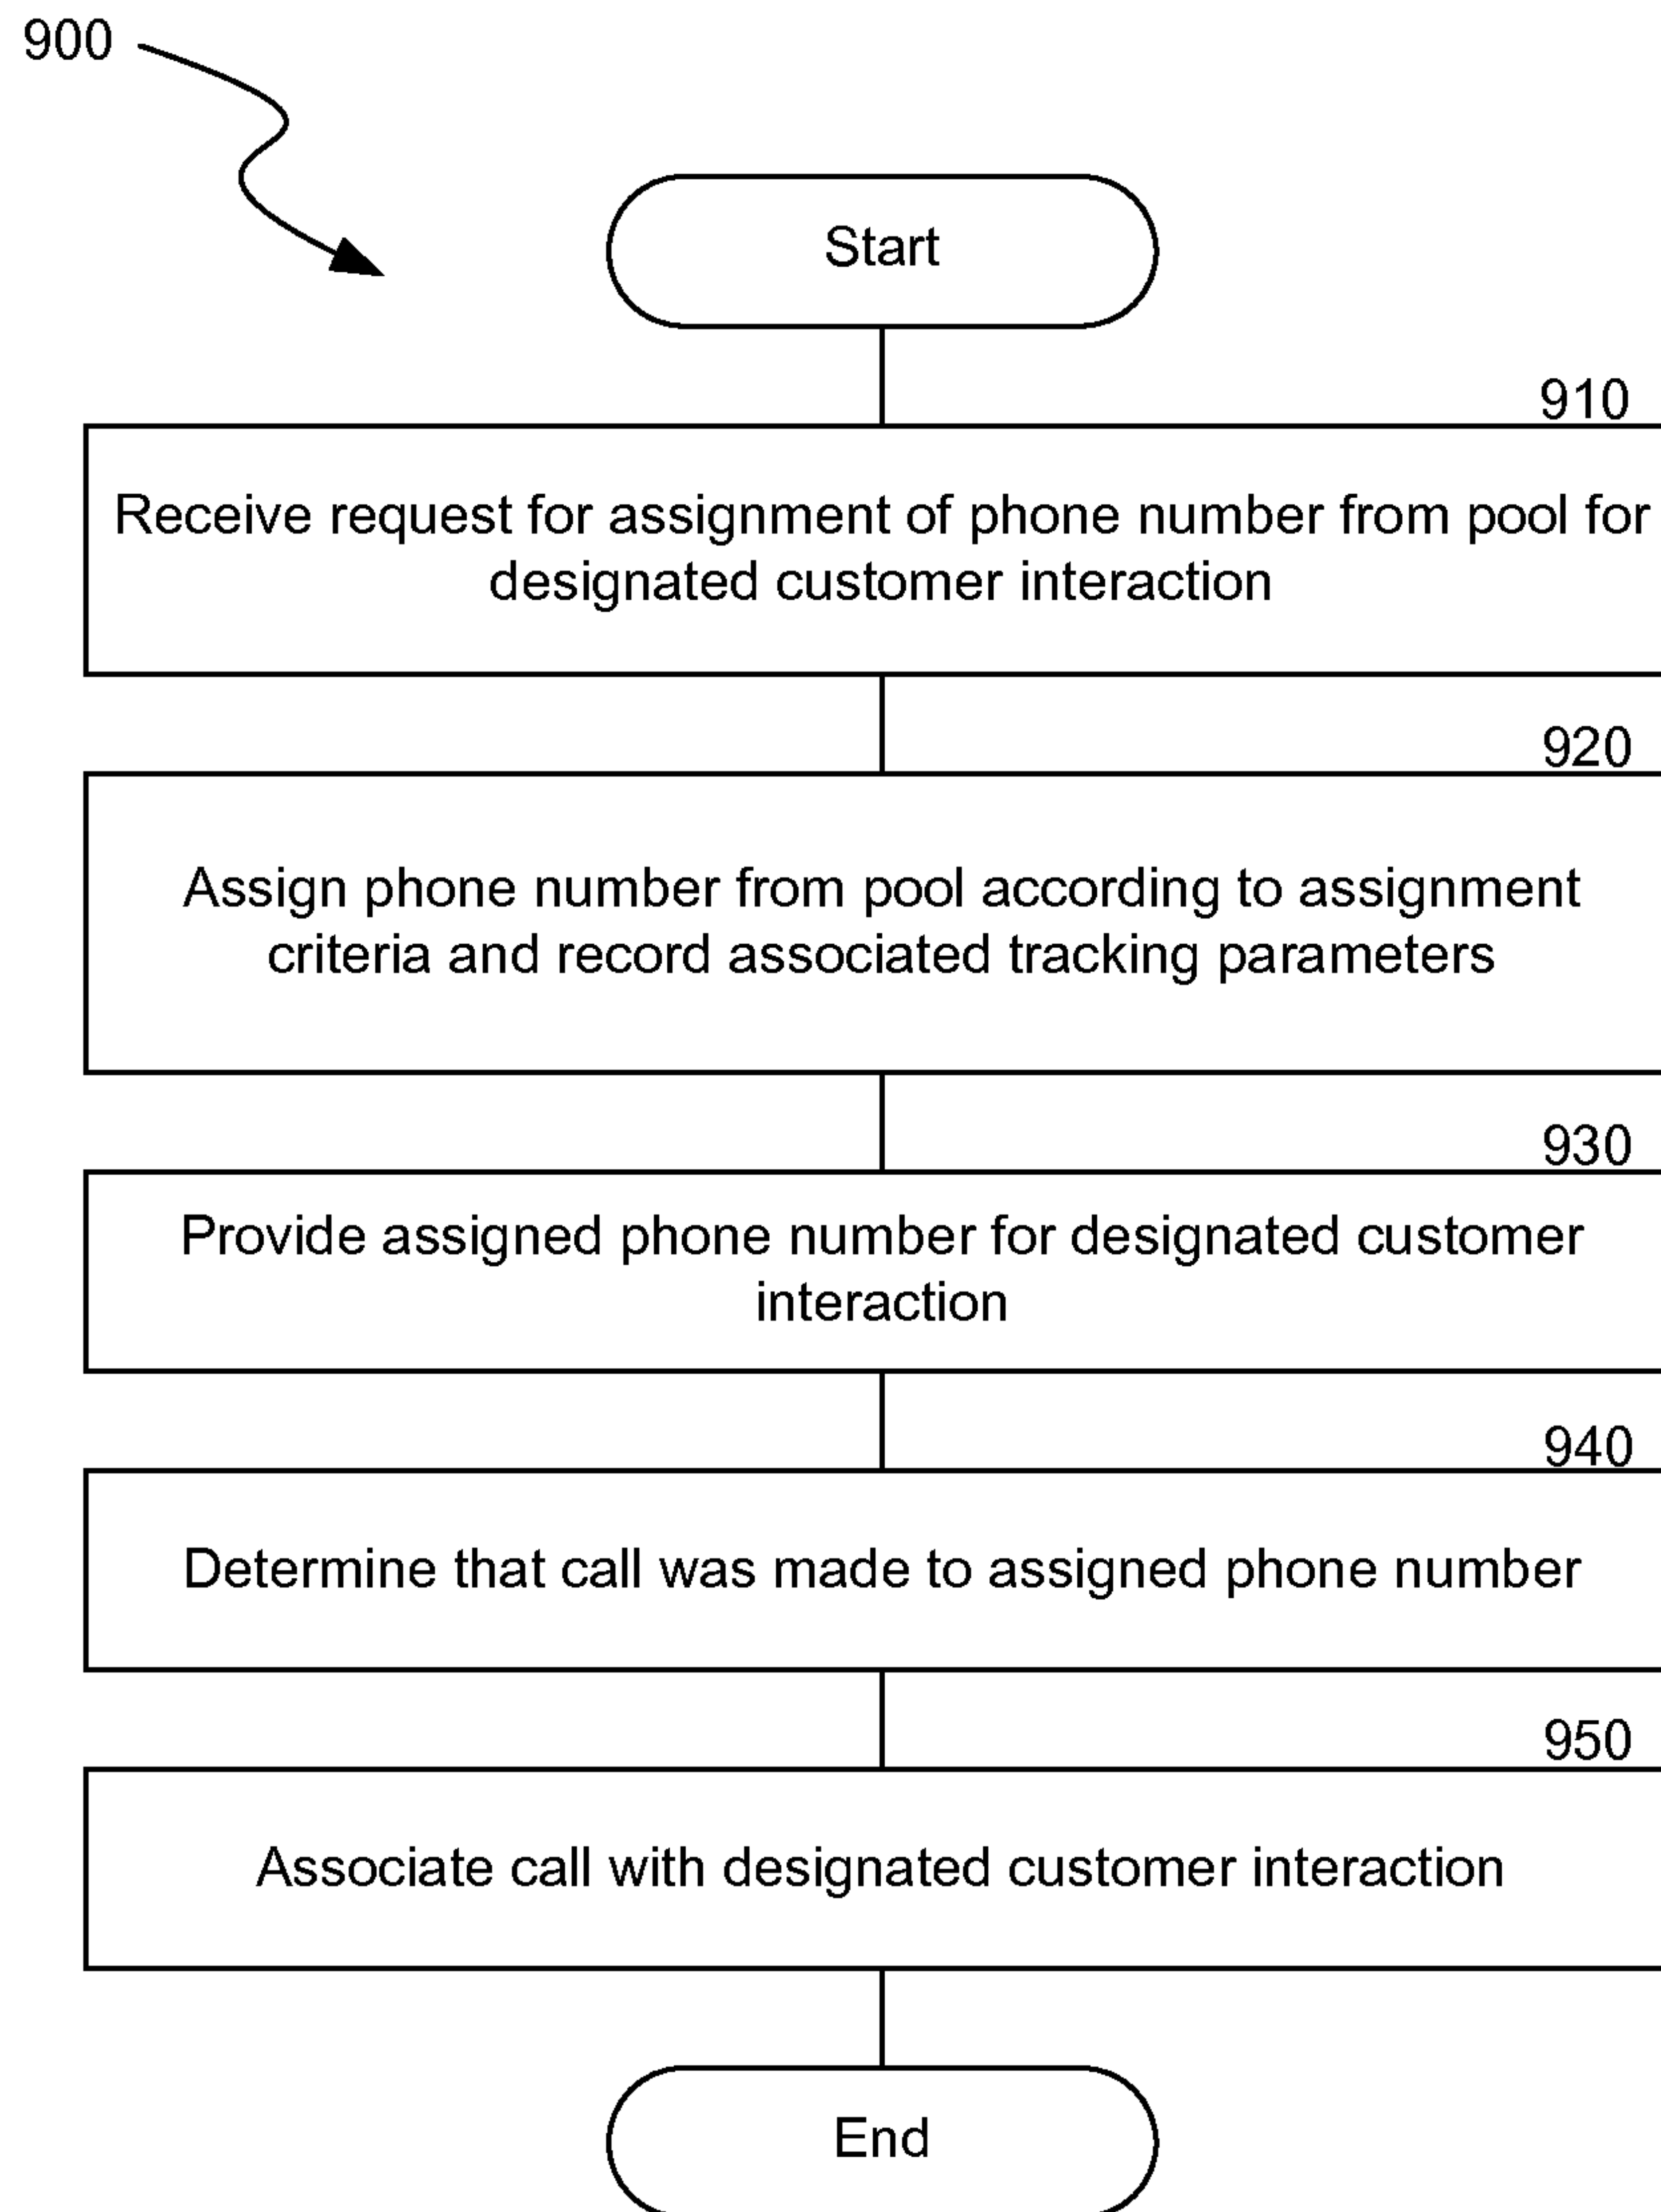 900
Start
910
Receive request for assignment of phone number from pool for
designated customer interaction
920
Assign phone number from pool according to assignment
criteria and record associated tracking parameters
930
Provide assigned phone number for designated customer
interaction
940
Determine that call was made to assigned phone number
950
Associate call with designated customer interaction
End